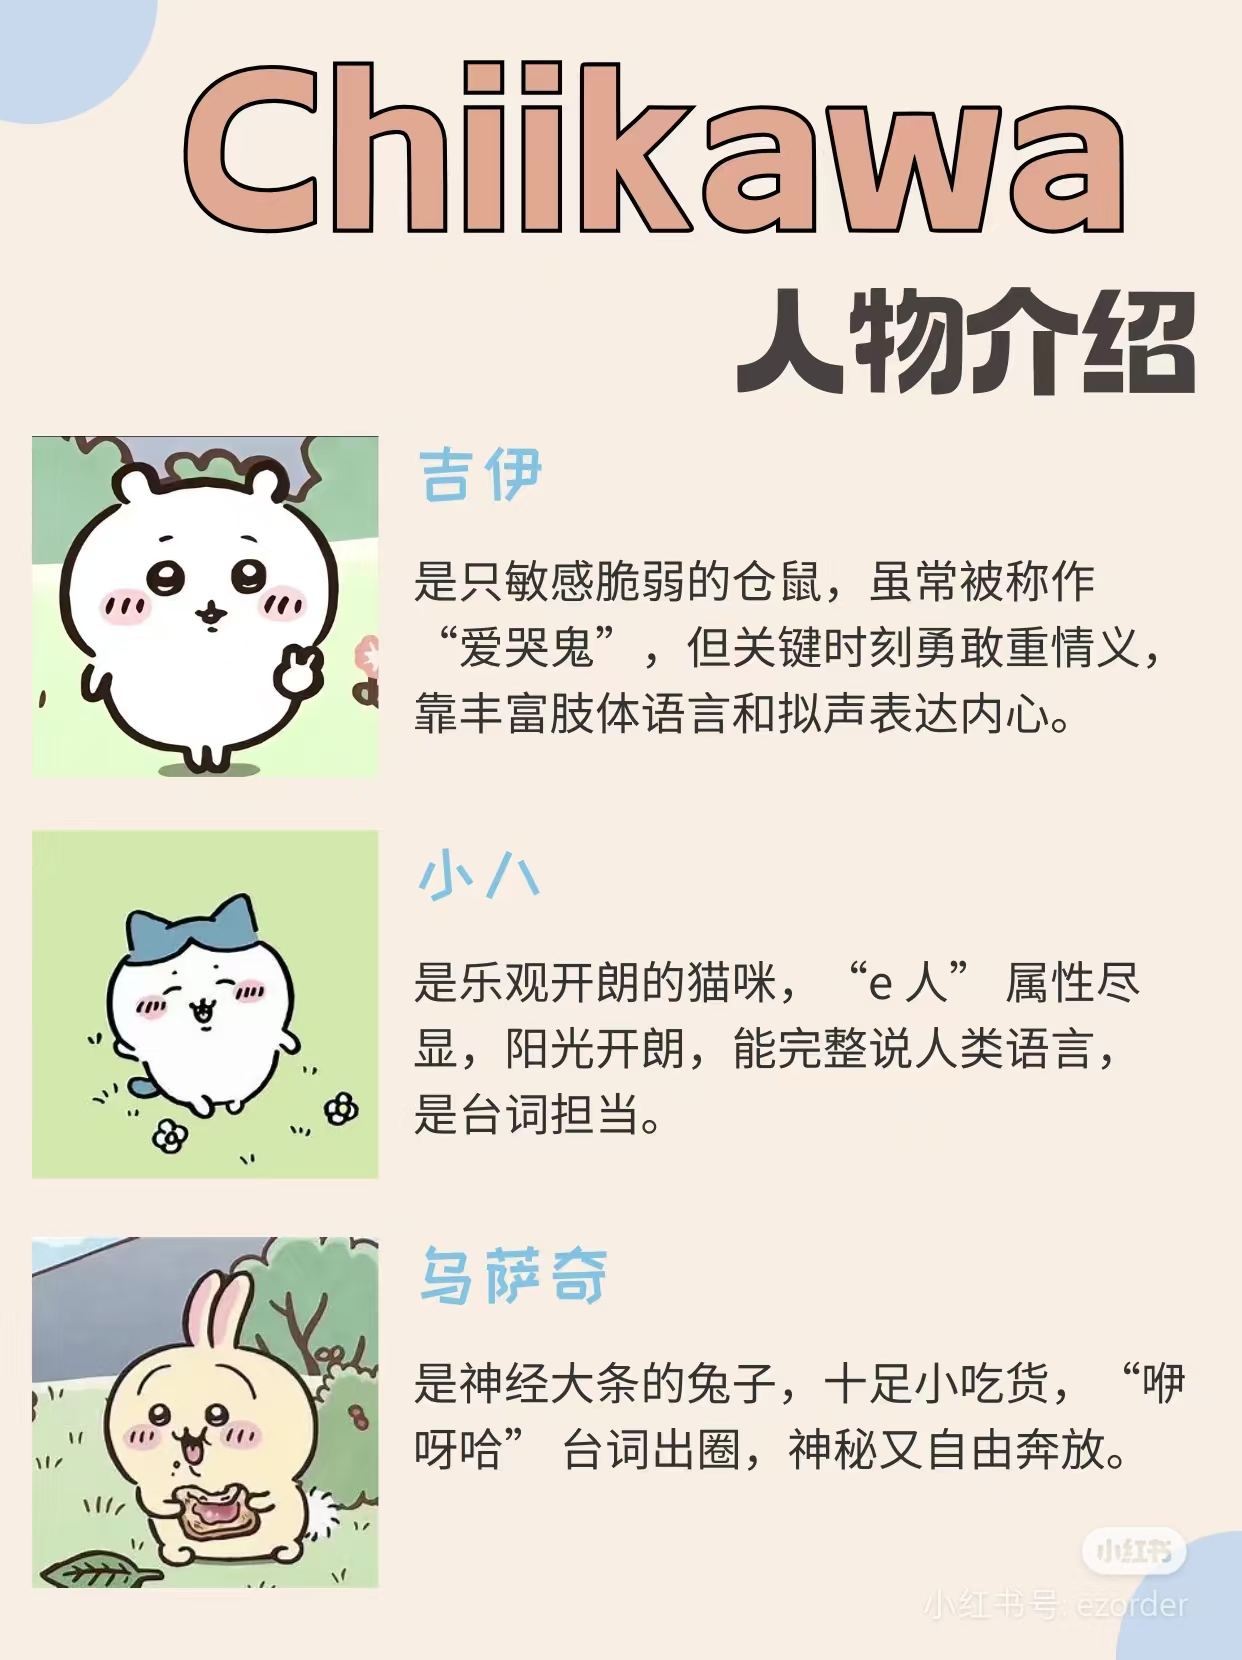 Chiikawa
人物介绍
吉伊
是只敏感脆弱的仓鼠，虽常被称作
“爱哭鬼”，但关键时刻勇敢重情义，
靠丰富肢体语言和拟声表达内心。
小八
是乐观开朗的猫咪，“e 人” 属性尽
显，阳光开朗，能完整说人类语言，
是台词担当。
乌萨奇
是神经大条的兔子，十足小吃货，“咿
呀哈” 台词出圈，神秘又自由奔放。
小红书
小红书号: ezorder